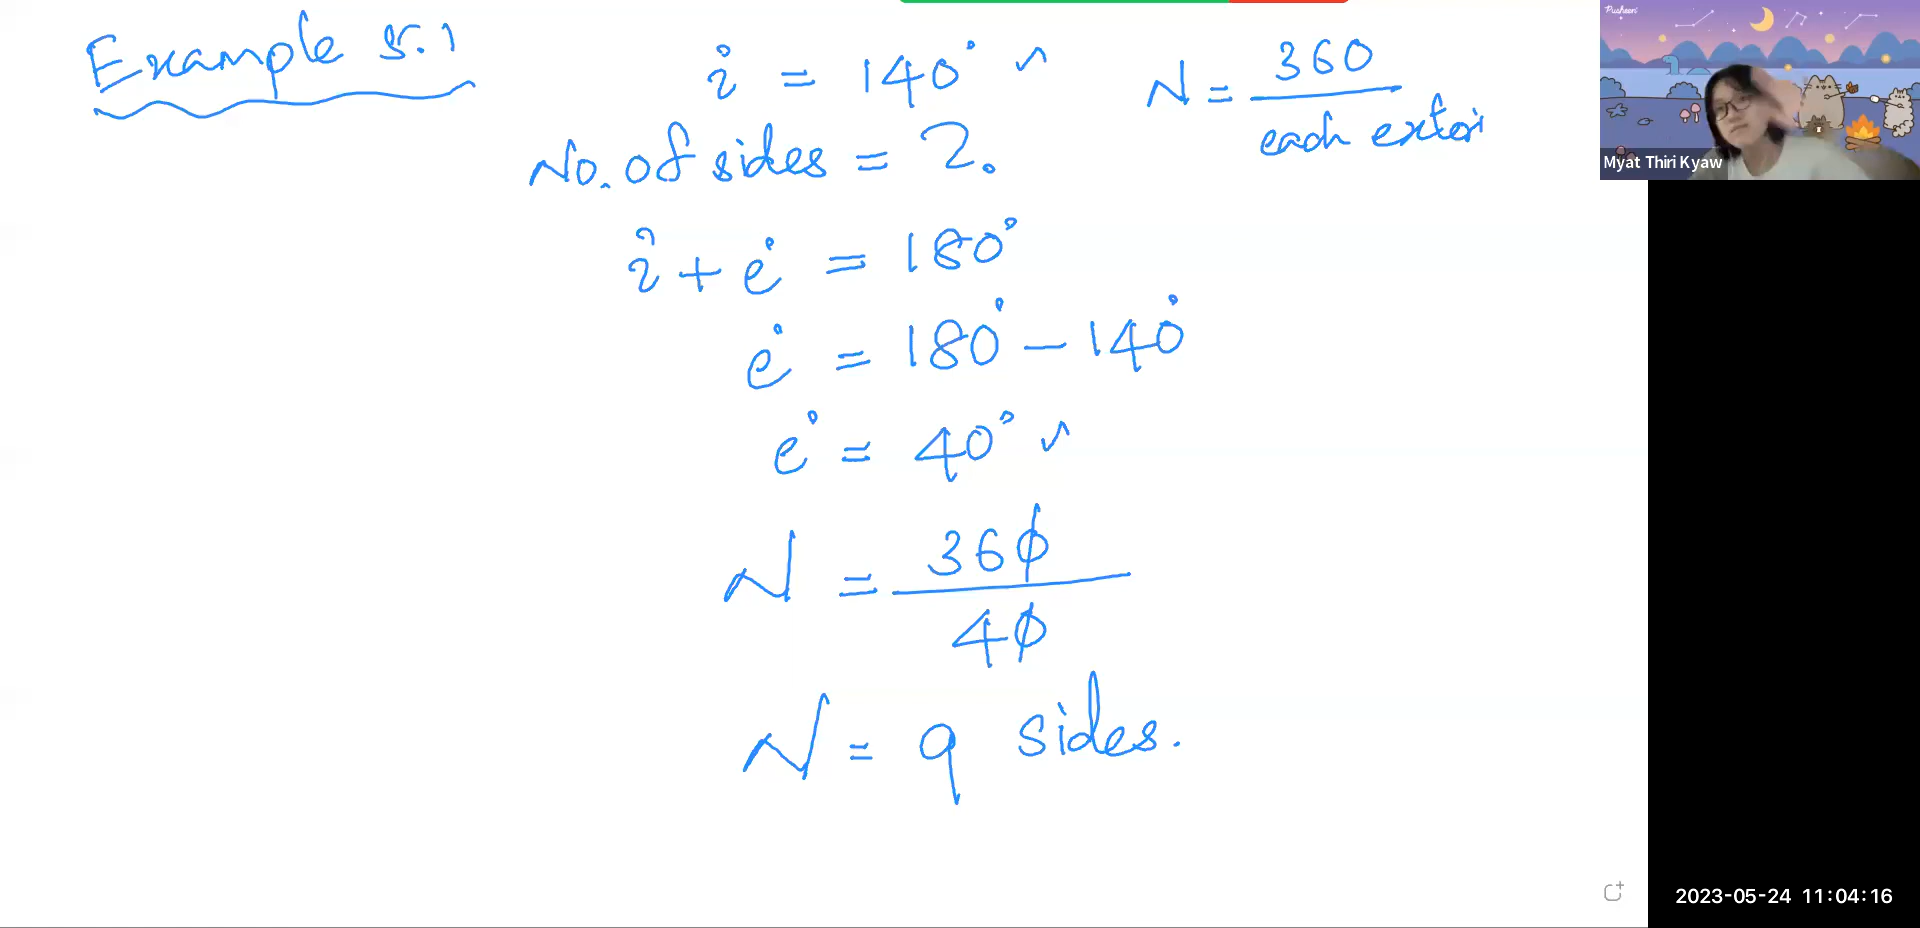 Example 5.1
i = 140°
N = 360 / each exteri
No. of sides = ?
i + e° = 180°
e° = 180° - 140°
e° = 40°
N = 360 / 40
N = 9 sides.
Pusheen
Myat Thiri Kyaw
2023-05-24 11:04:16